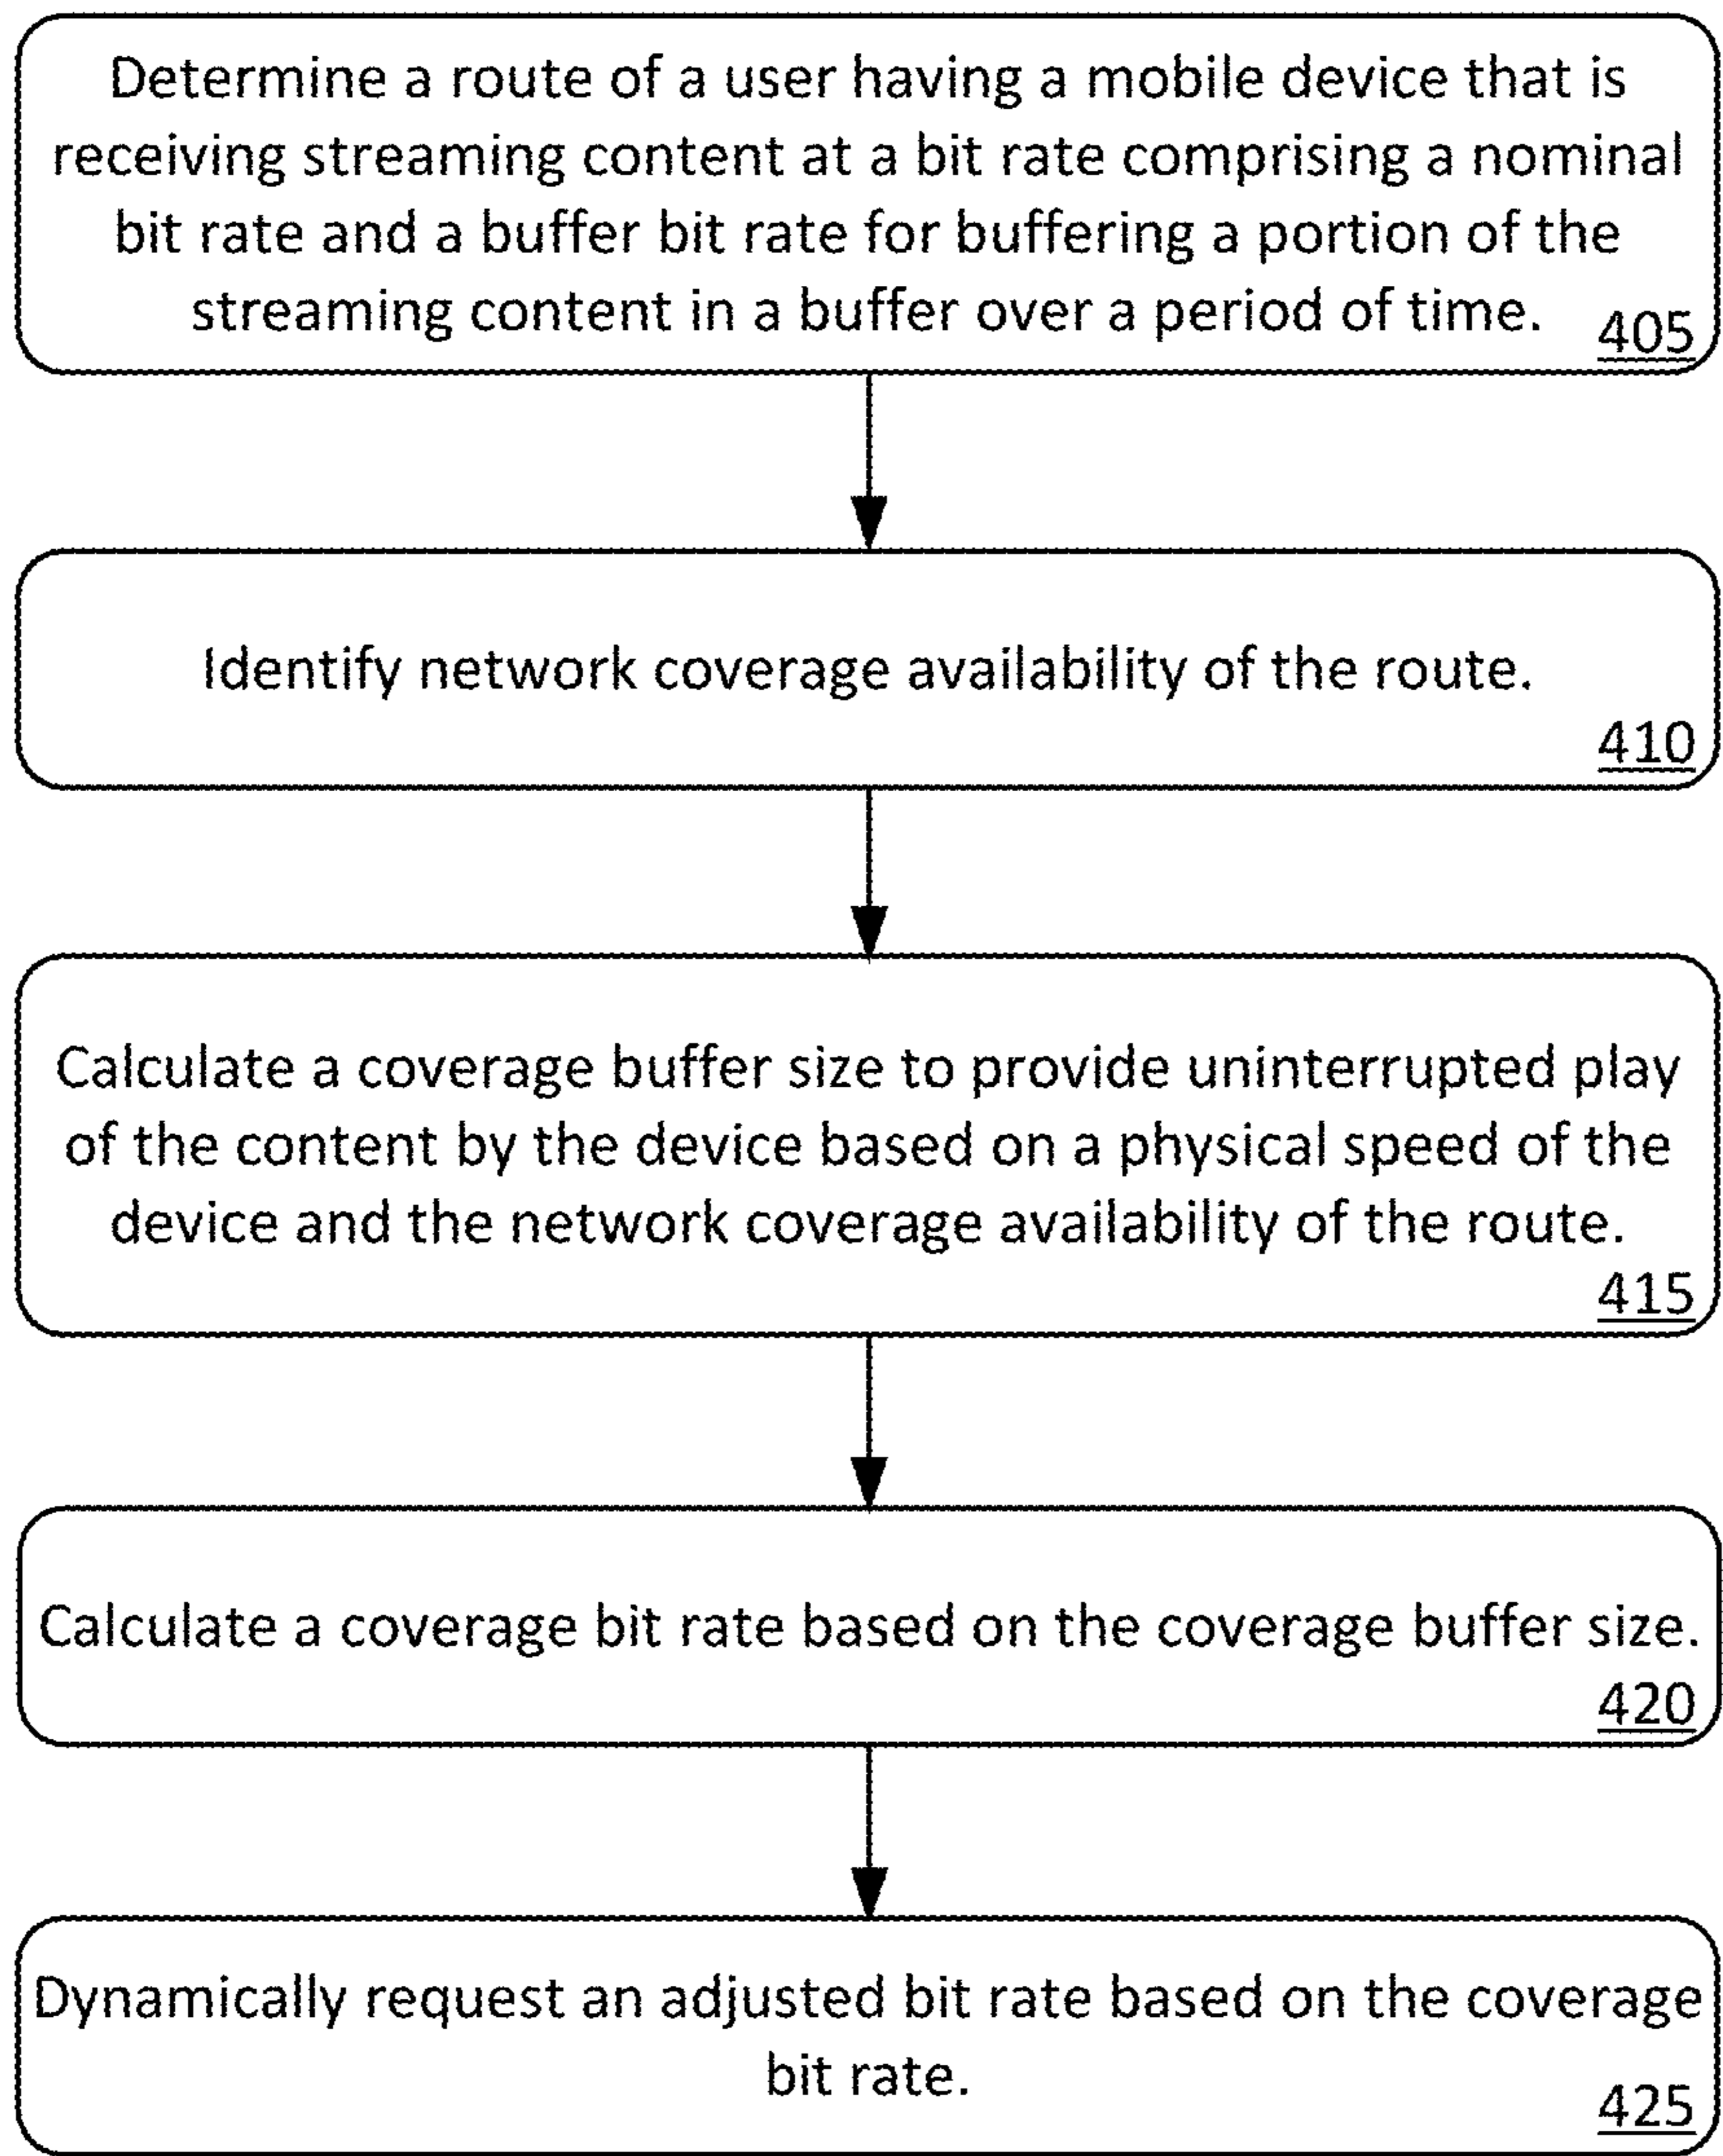 Determine a route of a user having a mobile device that is
receiving streaming content at a bit rate comprising a nominal
bit rate and a buffer bit rate for buffering a portion of the
streaming content in a buffer over a period of time.
405
Identify network coverage availability of the route.
410
Calculate a coverage buffer size to provide uninterrupted play
of the content by the device based on a physical speed of the
device and the network coverage availability of the route.
415
Calculate a coverage bit rate based on the coverage buffer size.
420
Dynamically request an adjusted bit rate based on the coverage
bit rate.
425